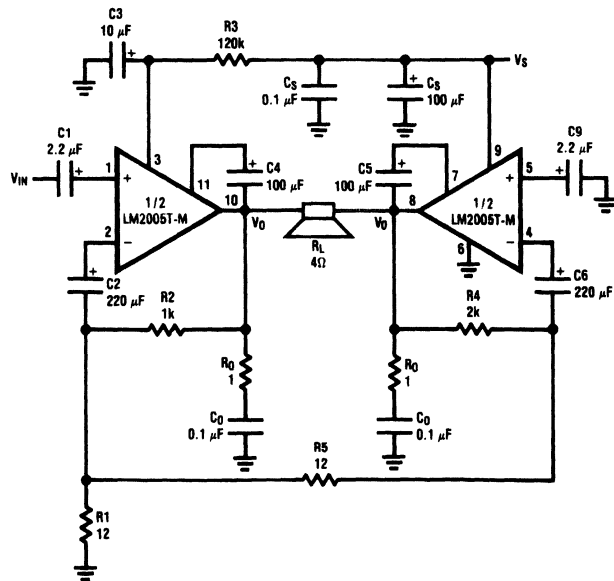 C3
10 μF
+
R3
120k
CS
0.1 μF
+
CS
100 μF
VS
C1
2.2 μF
+
VIN
1
+
3
1/2
LM2005T-M
2
−
11
10
+
C4
100 μF
VO
RL
4Ω
C5
100 μF
+
VO
7
8
9
1/2
LM2005T-M
6
5
+
4
−
C9
2.2 μF
+
+
C2
220 μF
R2
1k
R4
2k
+
C6
220 μF
RO
1
CO
0.1 μF
RO
1
CO
0.1 μF
R5
12
R1
12